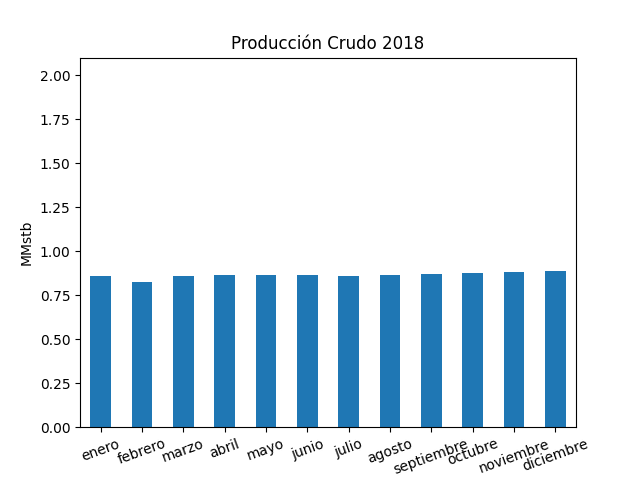 Producción Crudo 2018
MMstb
2.00
1.75
1.50
1.25
1.00
0.75
0.50
0.25
0.00
enero
febrero
marzo
abril
mayo
junio
julio
agosto
septiembre
octubre
noviembre
diciembre